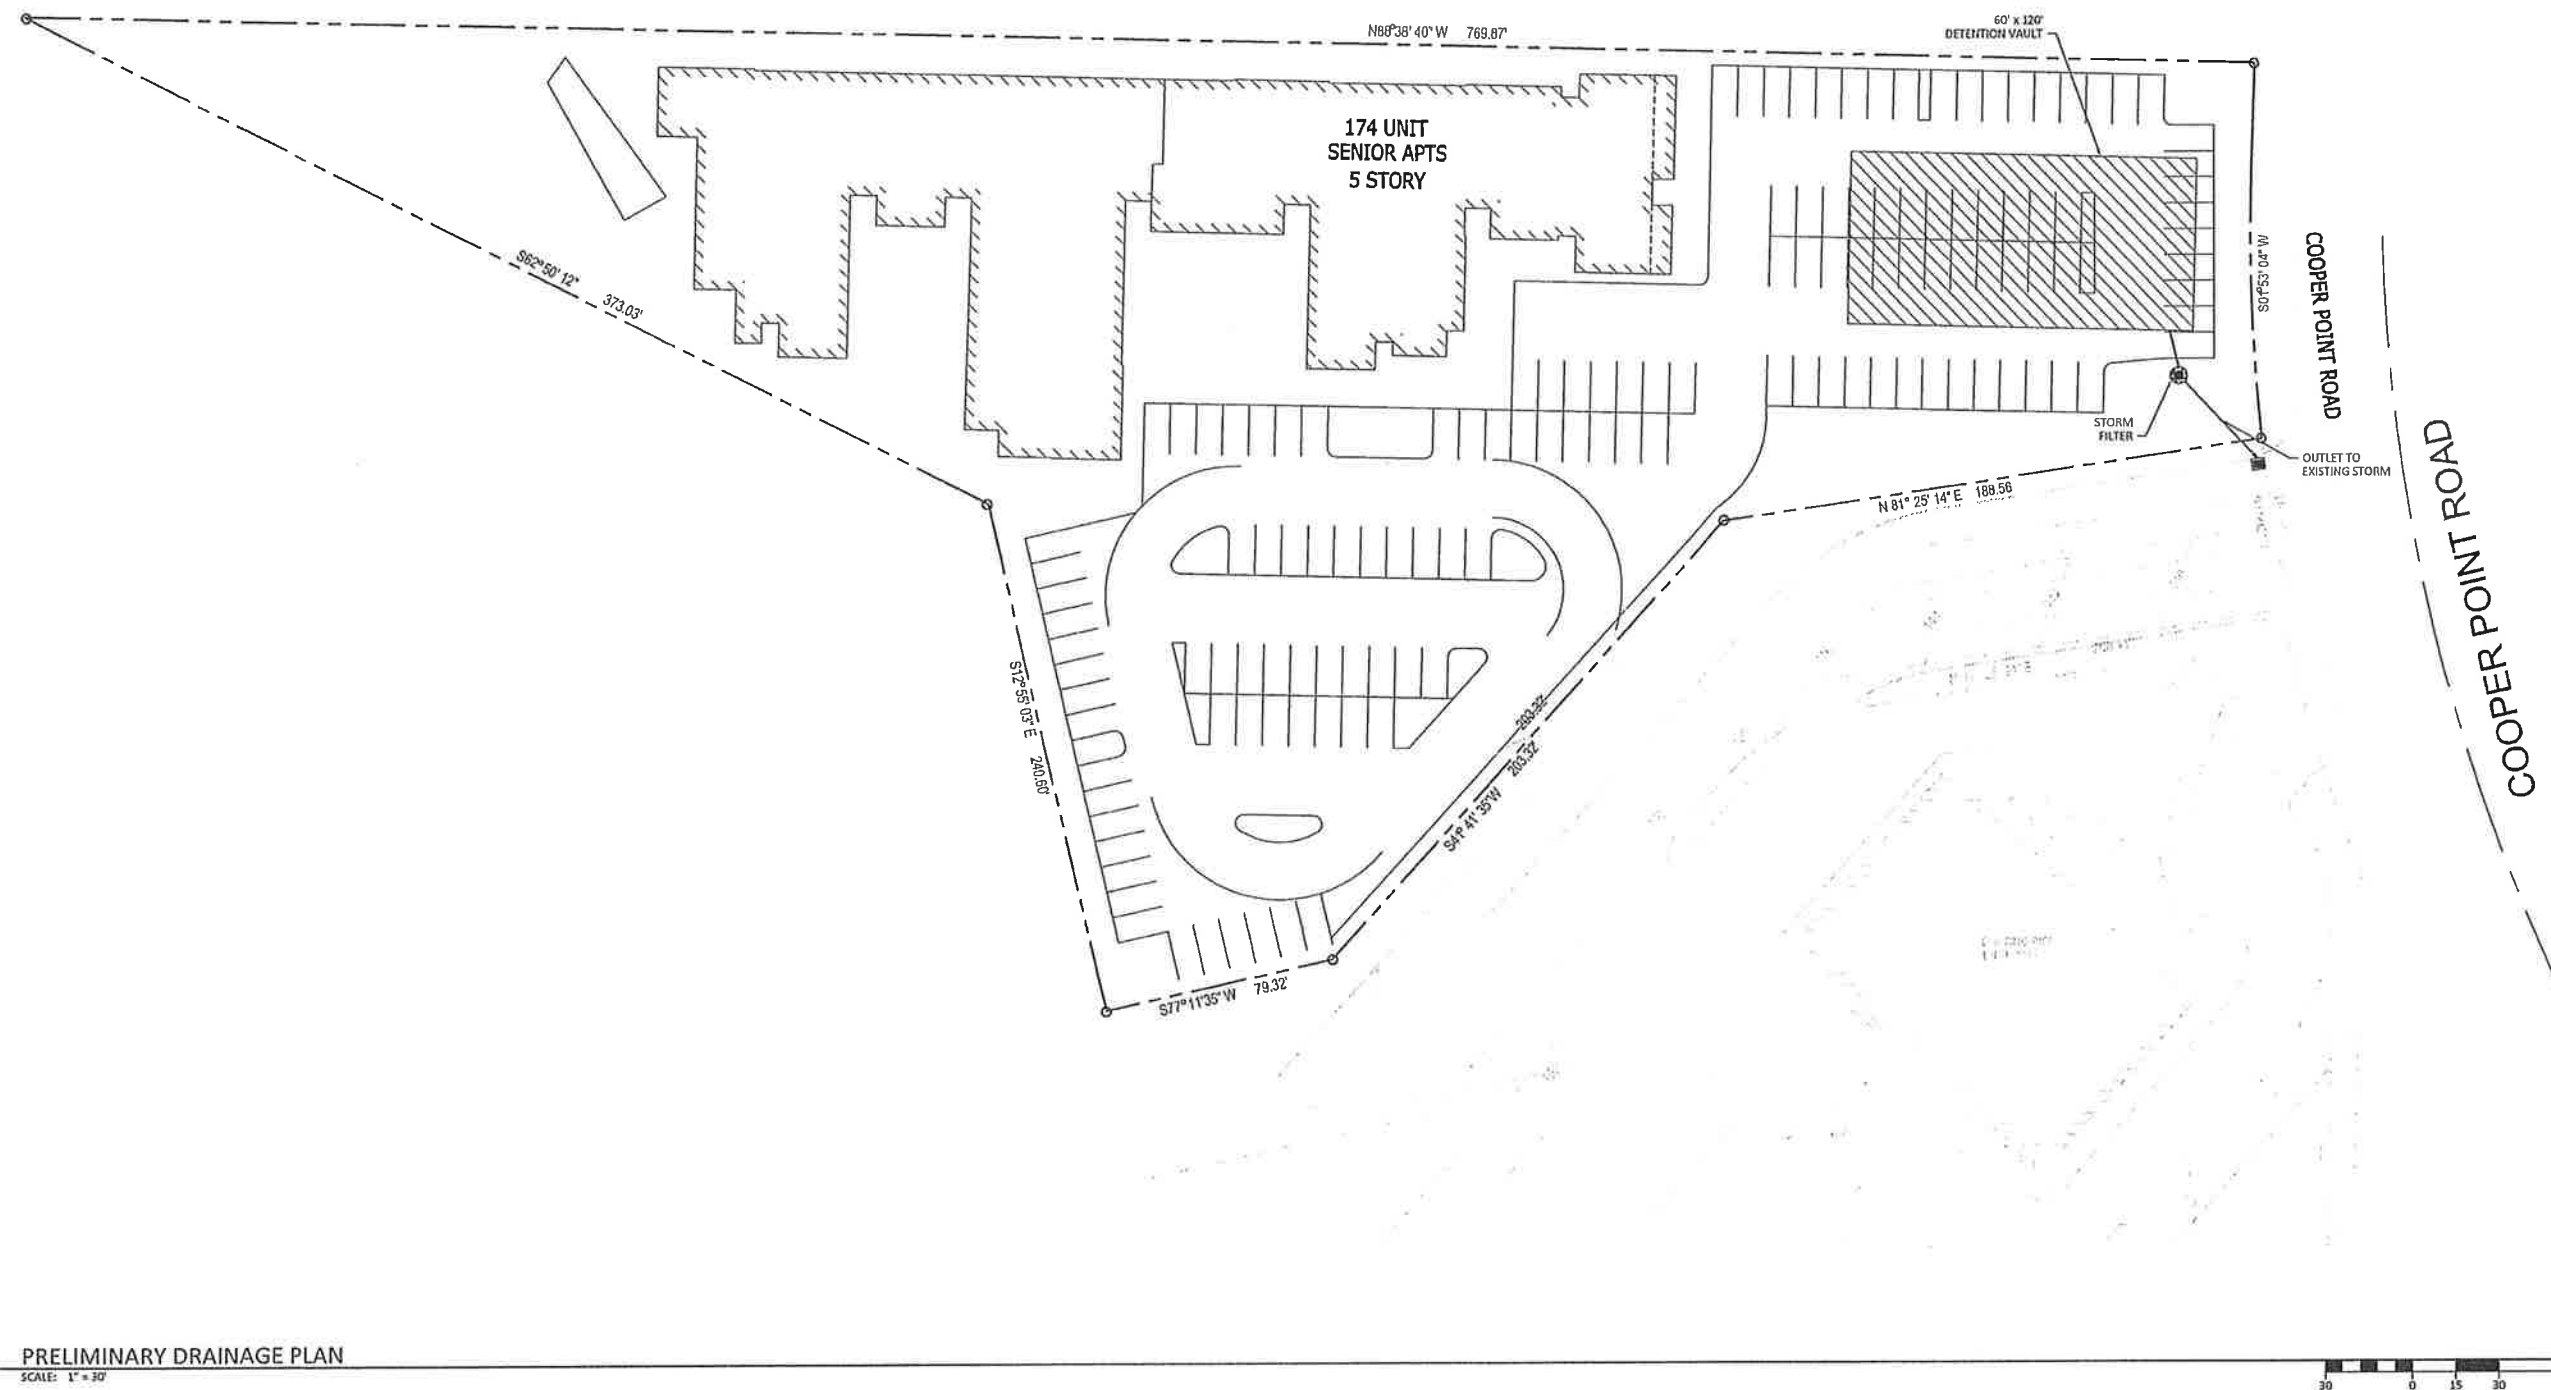 N88°38'40"W 769.87'
60' x 120'
DETENTION VAULT
174 UNIT
SENIOR APTS
5 STORY
S62°50'12" 373.03'
S01°53'04"W
COOPER POINT ROAD
COOPER POINT ROAD
STORM
FILTER
OUTLET TO
EXISTING STORM
N 81° 25' 14" E 188.56
S12°55'03"E 240.60'
203.32'
203.32'
S41°41'35"W
S77°11'35"W 79.32'
PRELIMINARY DRAINAGE PLAN
SCALE: 1" = 30'
30 0 15 30